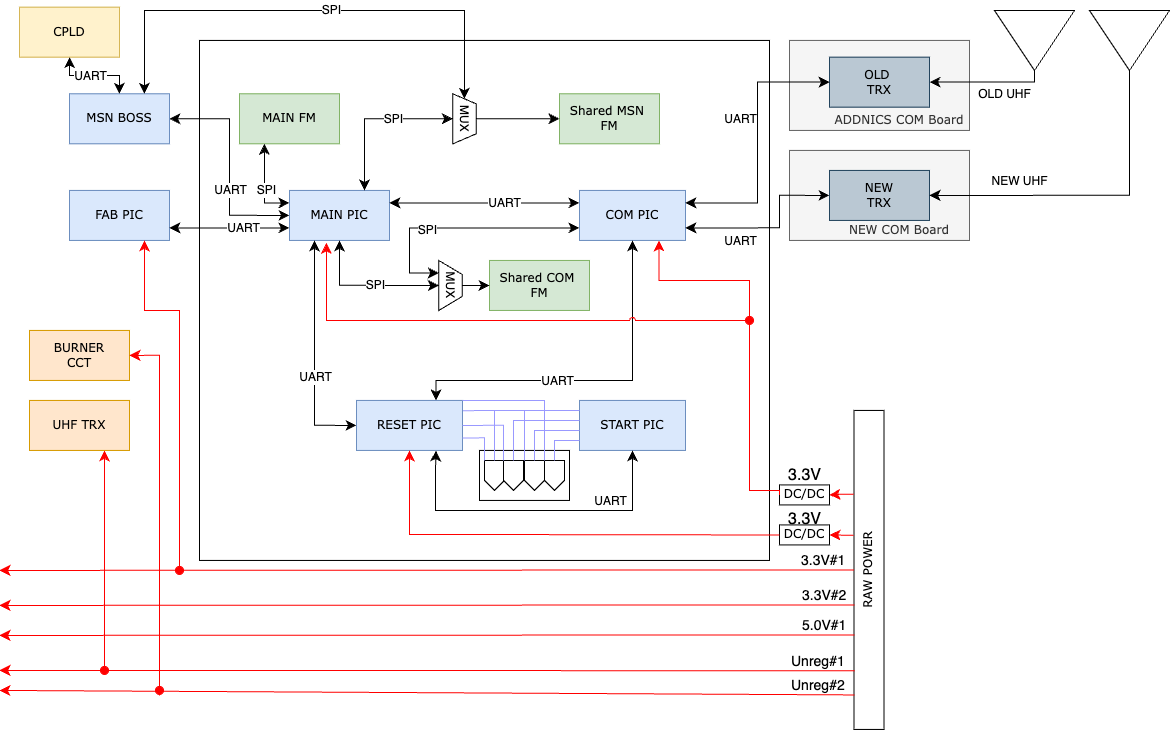 SPI
CPLD
UART
MSN BOSS
MAIN FM
SPI
MUX
Shared MSN
FM
UART
OLD
TRX
OLD UHF
ADDNICS COM Board
UART
SPI
FAB PIC
UART
MAIN PIC
UART
COM PIC
NEW
TRX
NEW UHF
NEW COM Board
UART
SPI
SPI
MUX
Shared COM
FM
BURNER
CCT
UART
UART
UHF TRX
RESET PIC
START PIC
UART
3.3V
DC/DC
3.3V
DC/DC
RAW POWER
3.3V#1
3.3V#2
5.0V#1
Unreg#1
Unreg#2